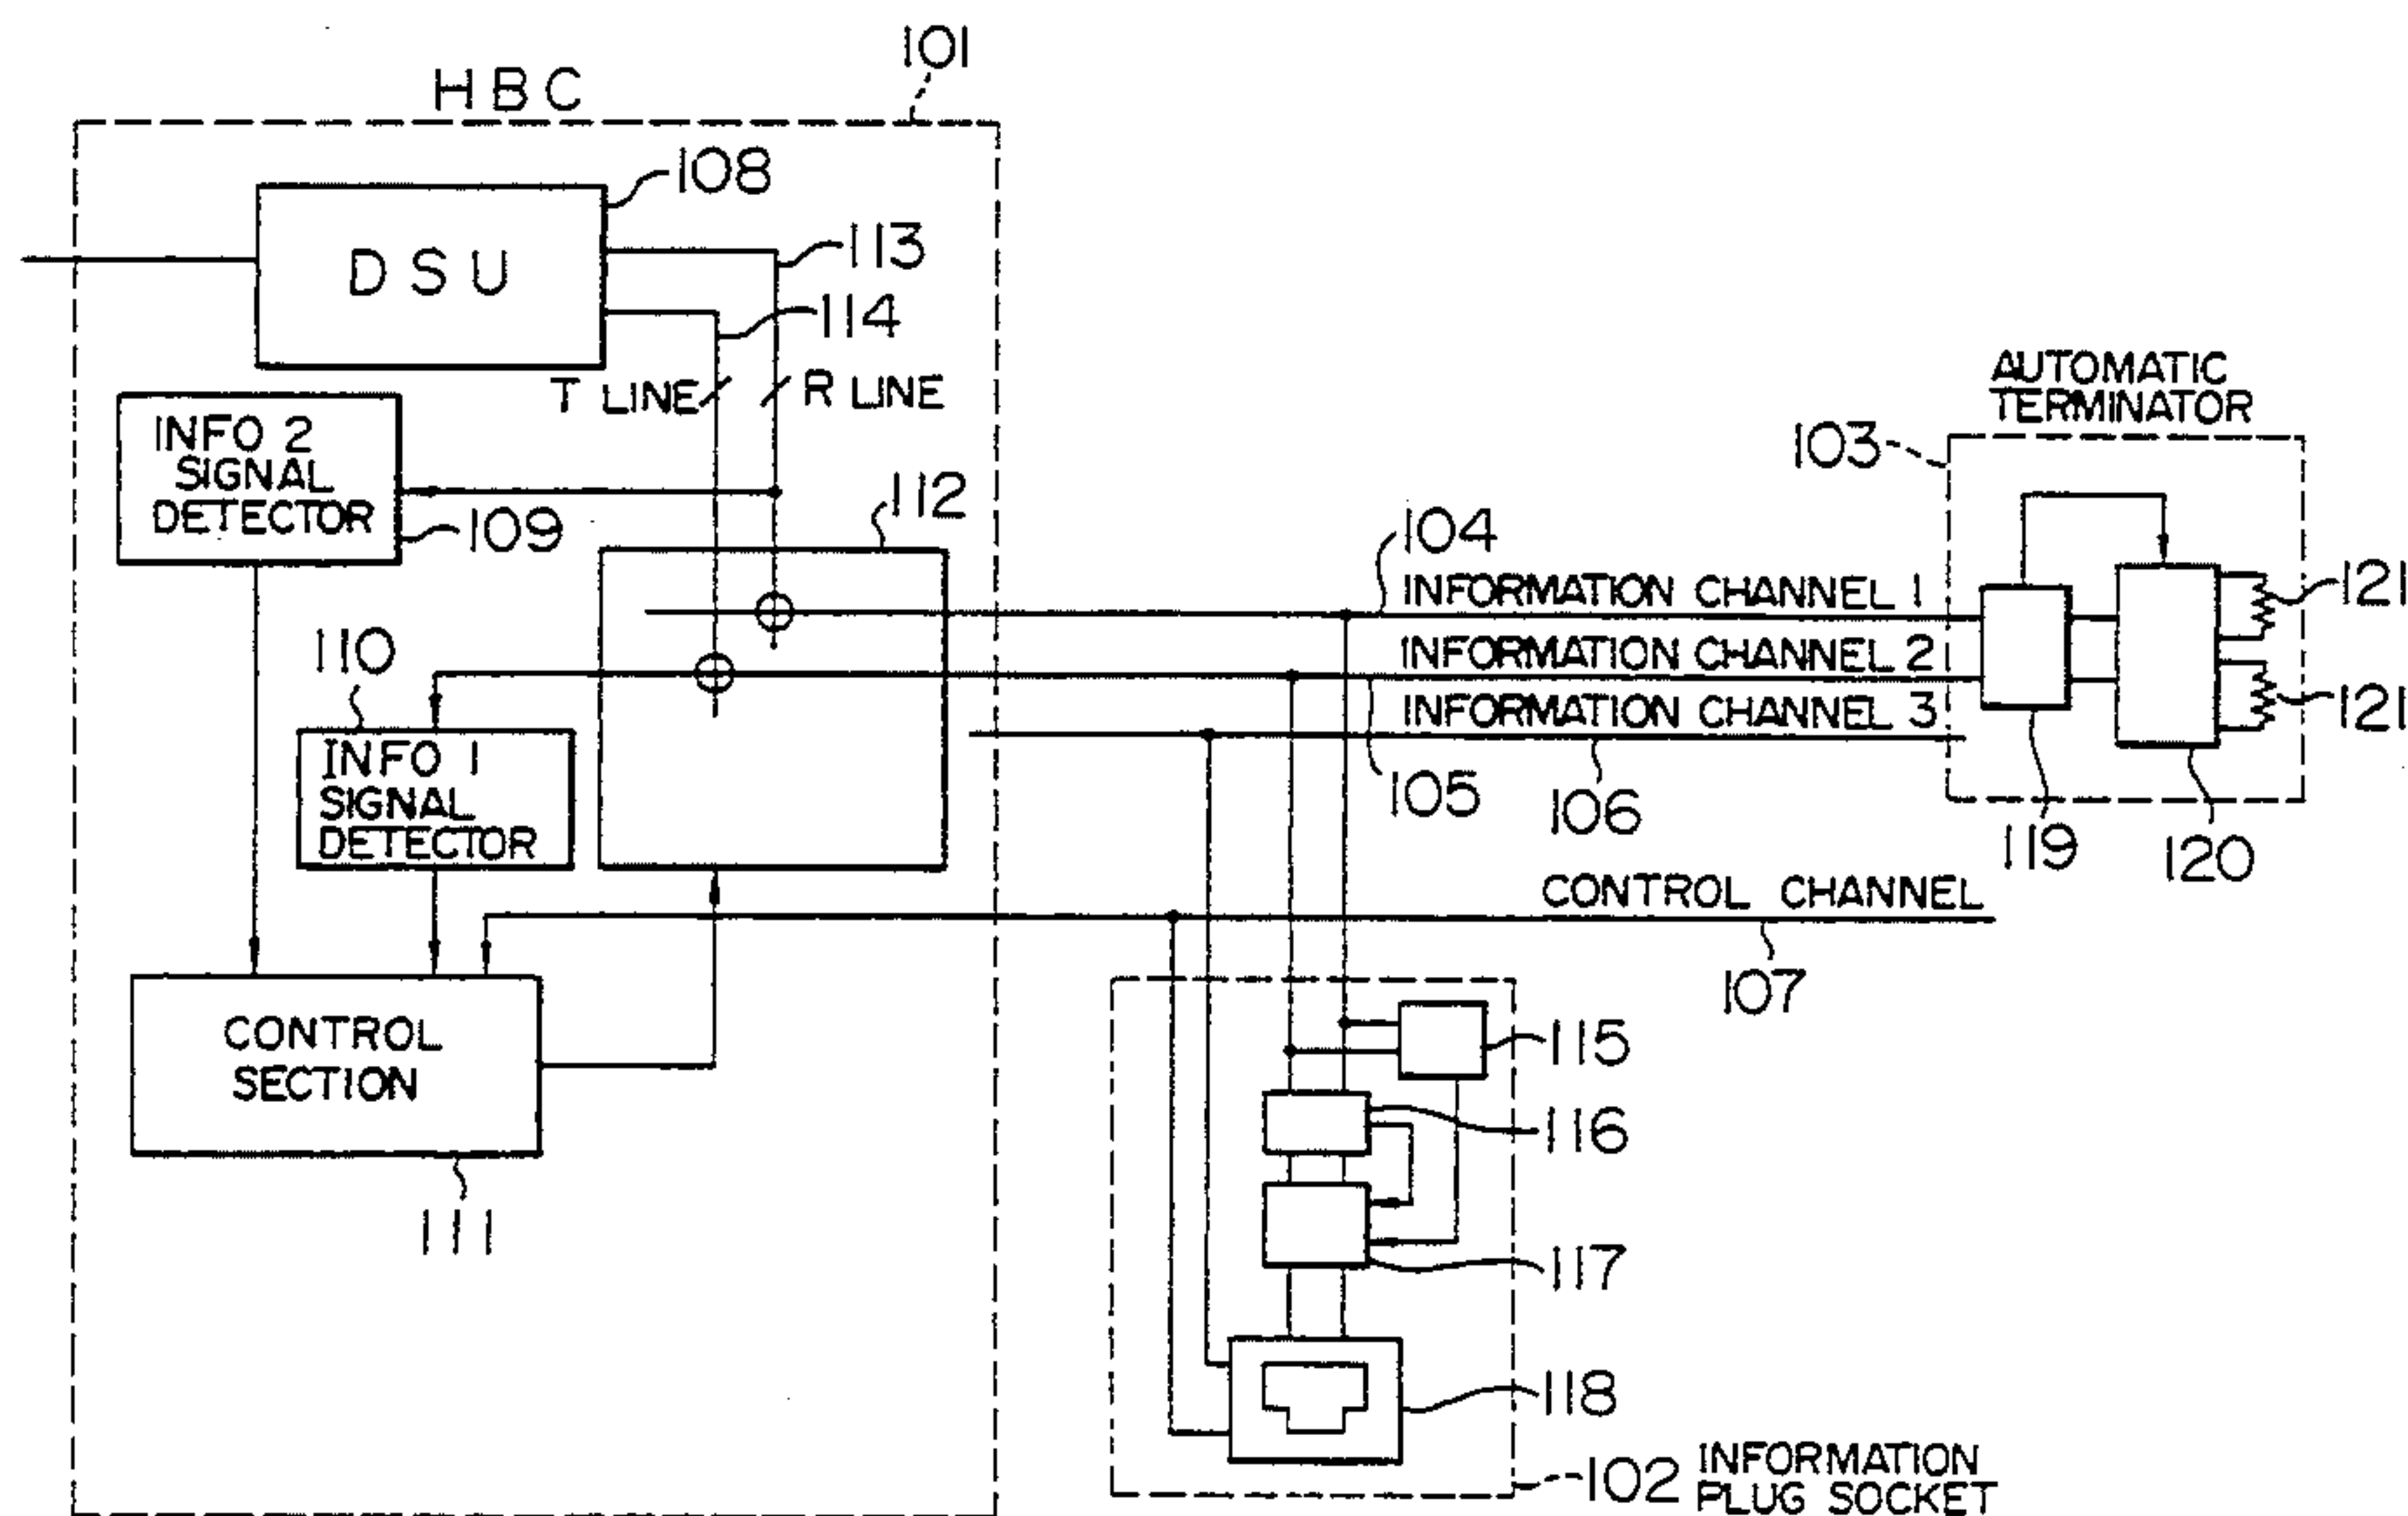 101
HBC
108
DSU
113
114
T LINE
R LINE
INFO 2
SIGNAL
DETECTOR
109
112
AUTOMATIC
TERMINATOR
103
104
INFORMATION CHANNEL 1
121
110
INFORMATION CHANNEL 2
INFORMATION CHANNEL 3
121
INFO 1
SIGNAL
DETECTOR
105
106
119
120
CONTROL CHANNEL
107
CONTROL
SECTION
115
116
111
117
118
102 INFORMATION
PLUG SOCKET